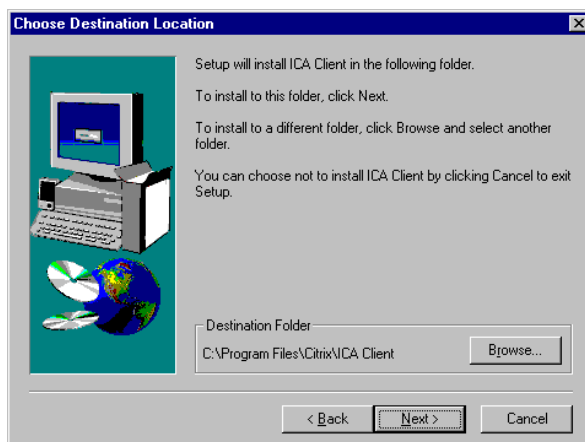 Choose Destination Location
Setup will install ICA Client in the following folder.
To install to this folder, click Next.
To install to a different folder, click Browse and select another
folder.
You can choose not to install ICA Client by clicking Cancel to exit
Setup.
Destination Folder
C:\Program Files\Citrix\ICA Client
Browse...
< Back
Next >
Cancel